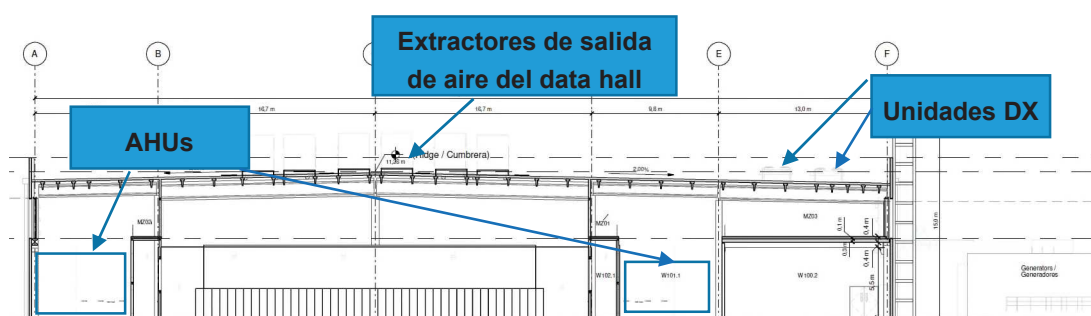 A
B
E
F
Extractores de salida
de aire del data hall
Unidades DX
AHUs
16,7 m
16,7 m
9,8 m
13,0 m
(Ridge / Cumbrera)
2,00%
MZ03
MZ01
MZ03
0,1 m
0,4 m
0,4 m
5,5 m
15,0 m
W102.1
W101.1
W100.2
Generators /
Generadores